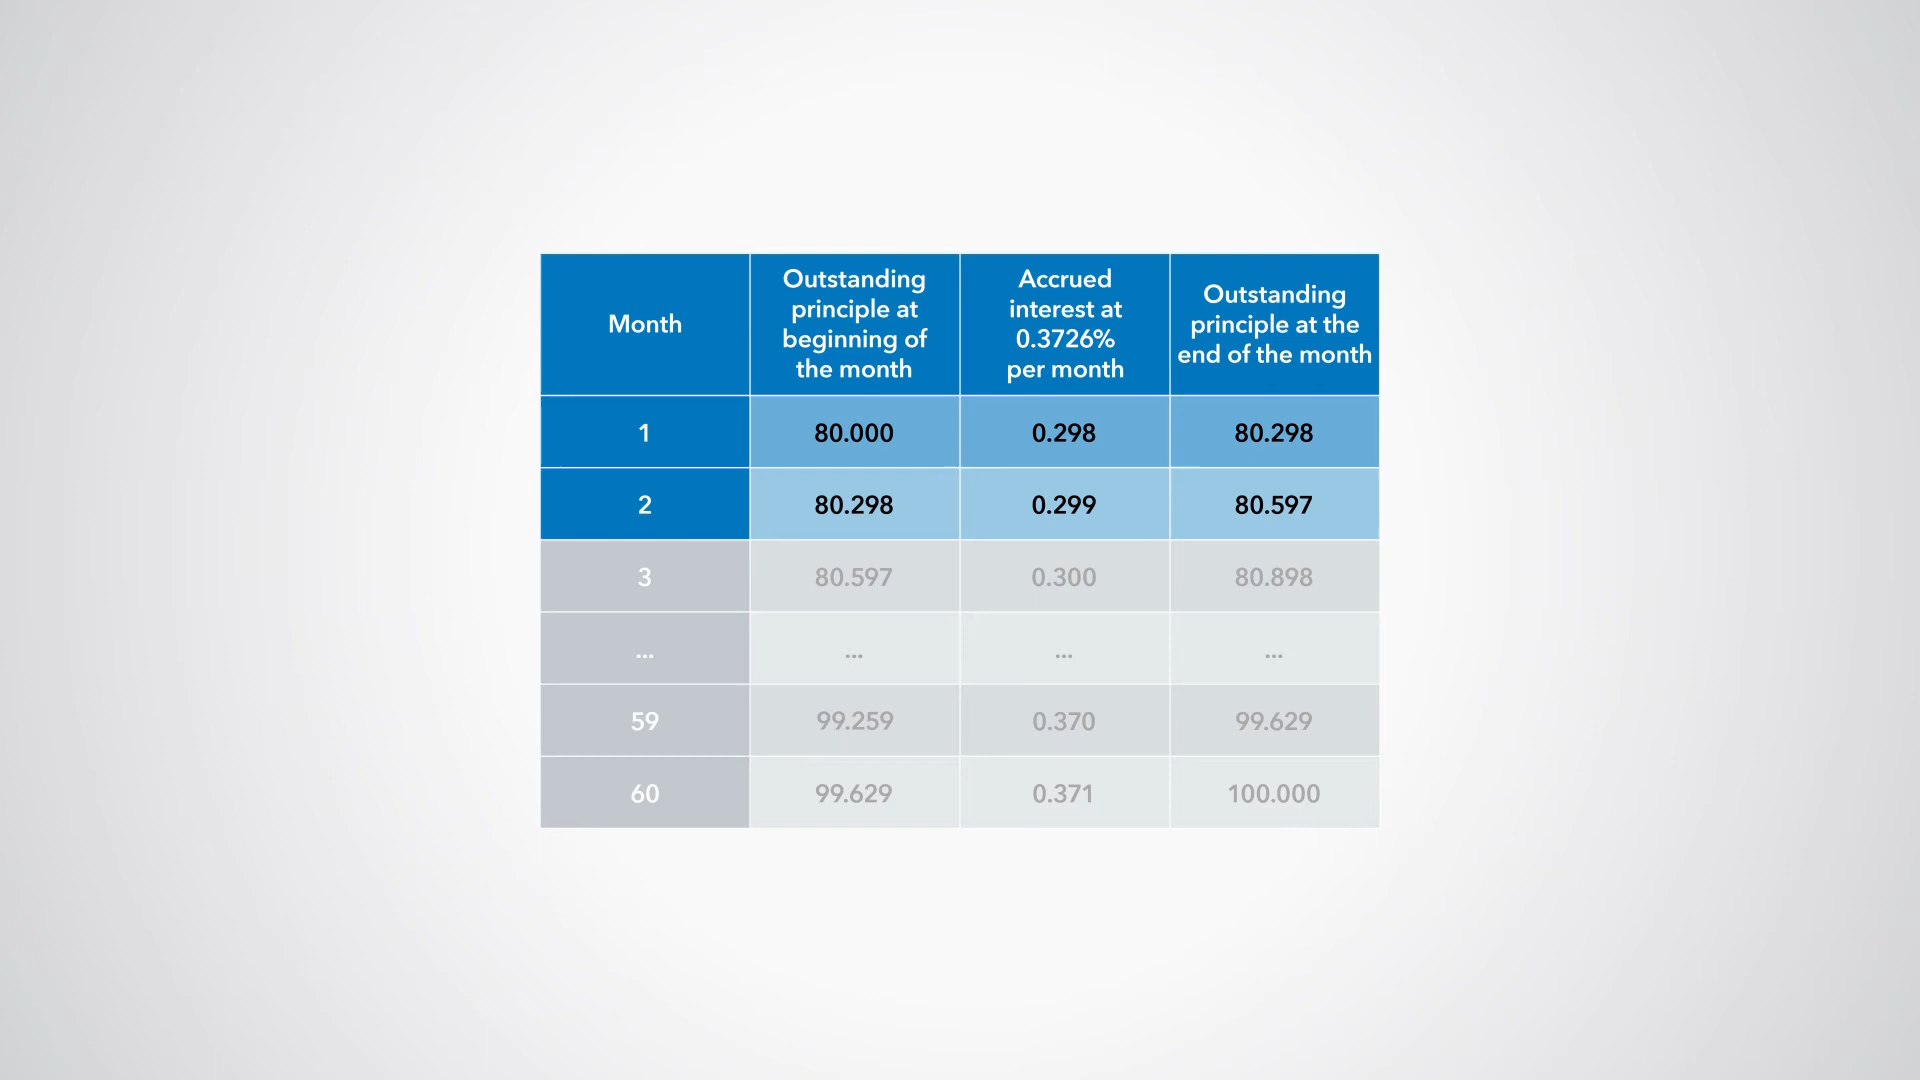 Month
Outstanding
principle at
beginning of
the month
Accrued
interest at
0.3726%
per month
Outstanding
principle at the
end of the month
1 80.000 0.298 80.298
2 80.298 0.299 80.597
3 80.597 0.300 80.898
... ... ... ...
59 99.259 0.370 99.629
60 99.629 0.371 100.000